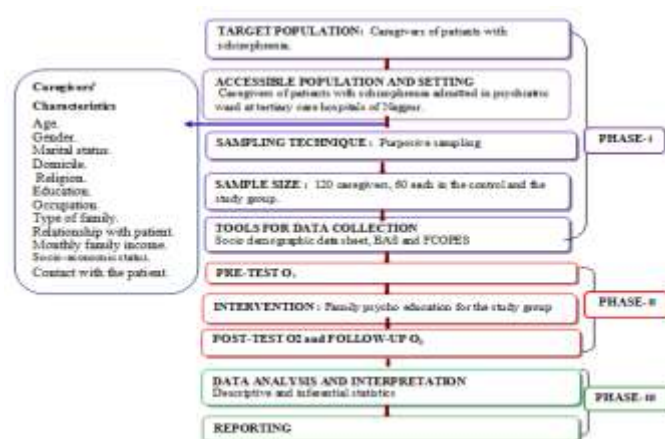 TARGET POPULATION: Caregivers of patients with
schizophrenia.
ACCESSIBLE POPULATION AND SETTING
Caregivers of patients with schizophrenia admitted in psychiatric
ward at tertiary care hospitals of Nagpur.
SAMPLING TECHNIQUE : Purposive sampling
SAMPLE SIZE : 120 caregivers, 60 each in the control and the
study group.
TOOLS FOR DATA COLLECTION
Socio demographic data sheet, BAS and FCOPES
PRE-TEST O₁
INTERVENTION : Family psycho education for the study group
POST-TEST O2 and FOLLOW-UP O₃
DATA ANALYSIS AND INTERPRETATION
Descriptive and inferential statistics
REPORTING
Caregivers'
Characteristics
Age.
Gender.
Marital status.
Domicile.
Religion.
Education.
Occupation.
Type of family.
Relationship with patient.
Monthly family income.
Socio-economic status.
Contact with the patient.
PHASE-I
PHASE-II
PHASE-III